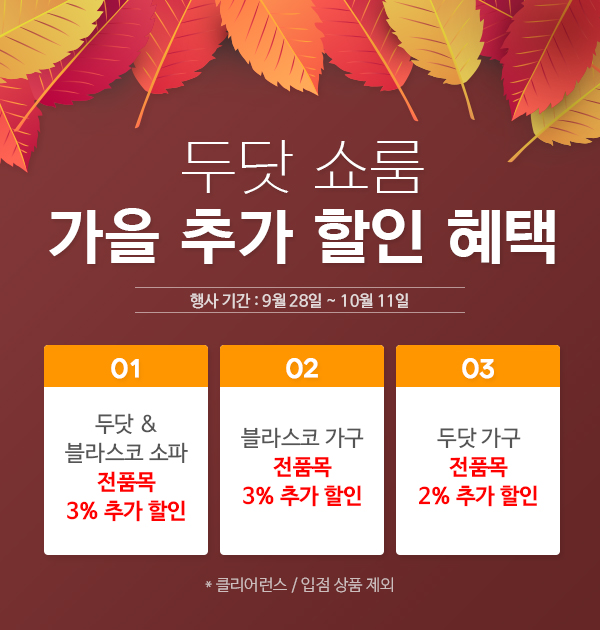 두닷 쇼룸
가을 추가 할인 혜택
행사 기간 : 9월 28일 ~ 10월 11일
01
두닷 &
블라스코 소파
전품목
3% 추가 할인
02
블라스코 가구
전품목
3% 추가 할인
03
두닷 가구
전품목
2% 추가 할인
* 클리어런스 / 입점 상품 제외